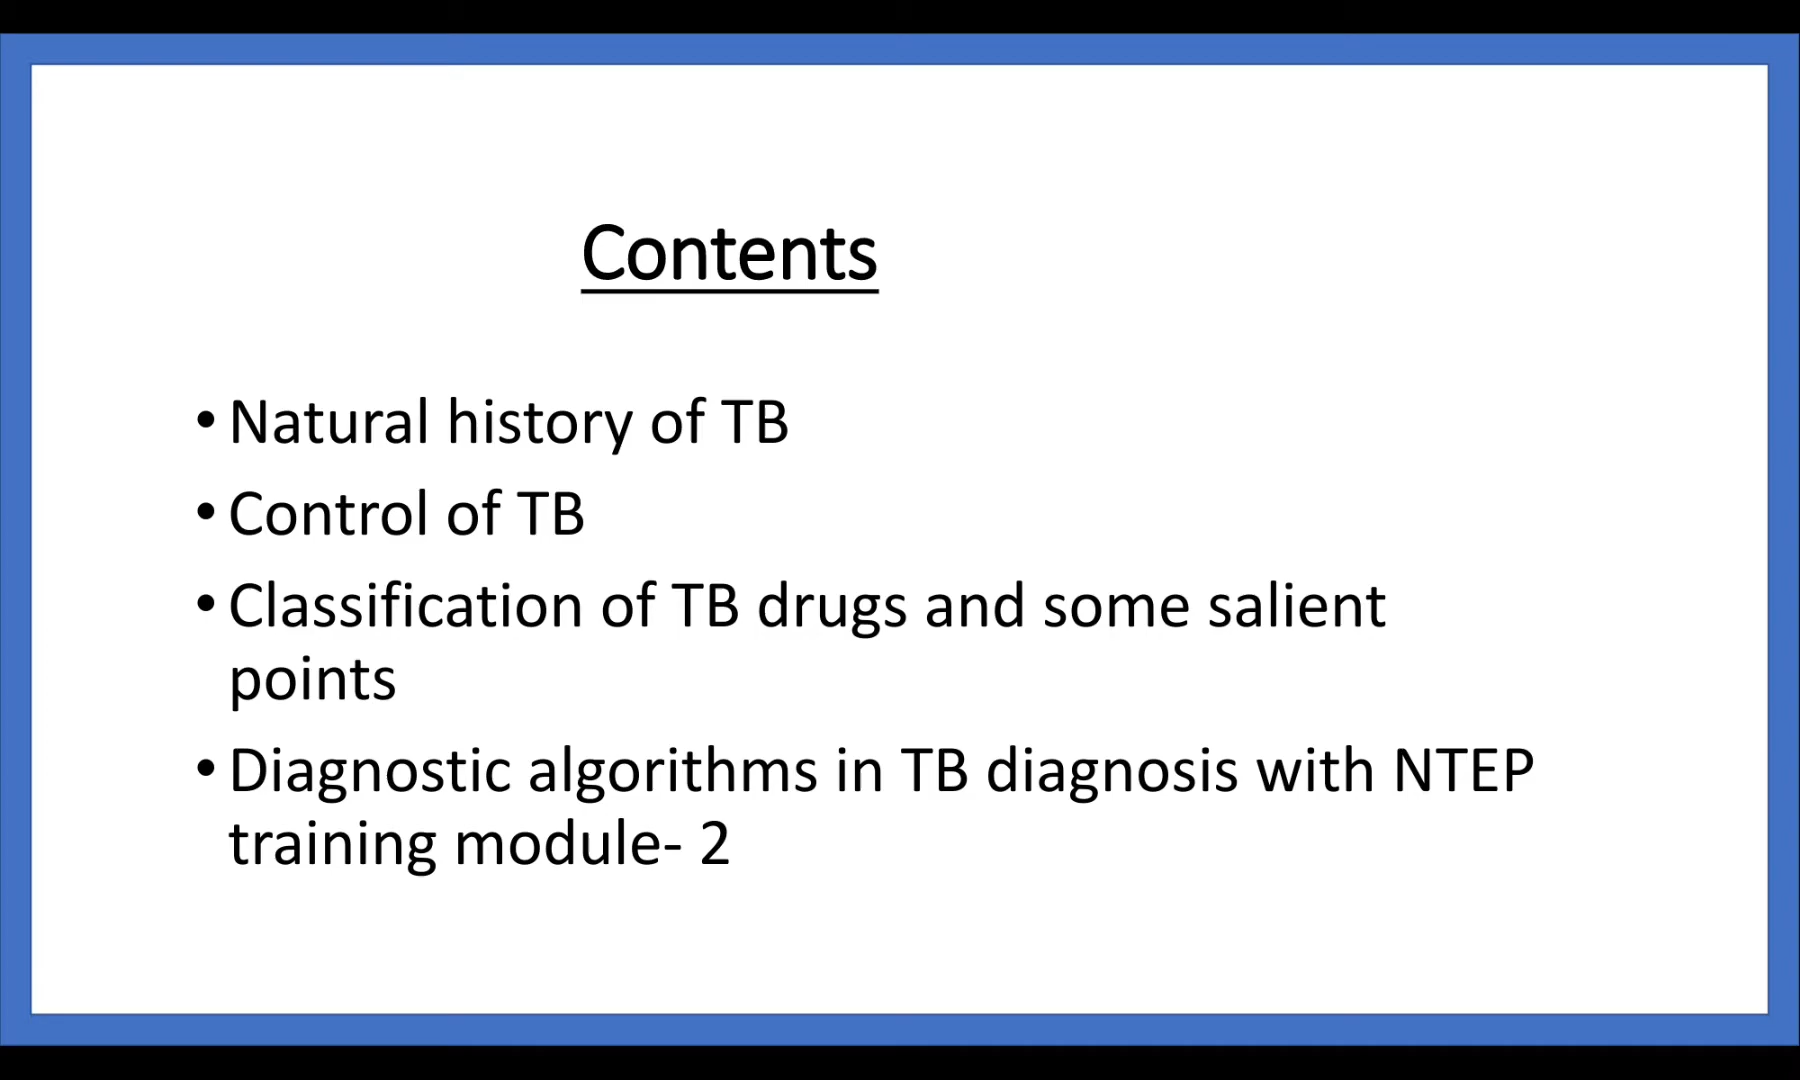 Contents
• Natural history of TB
• Control of TB
• Classification of TB drugs and some salient
points
• Diagnostic algorithms in TB diagnosis with NTEP
training module- 2